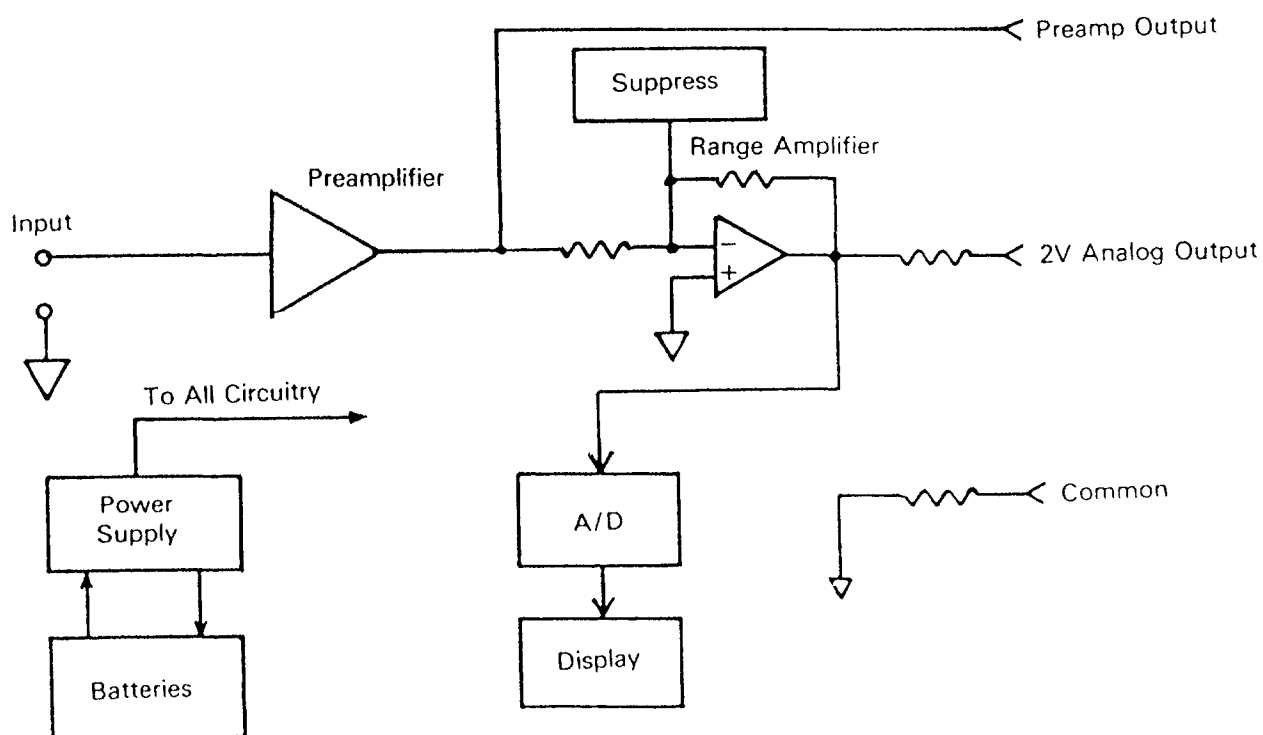 Preamp Output
Suppress
Range Amplifier
Preamplifier
Input
−
+
2V Analog Output
To All Circuitry
Power
Supply
A/D
Common
Batteries
Display